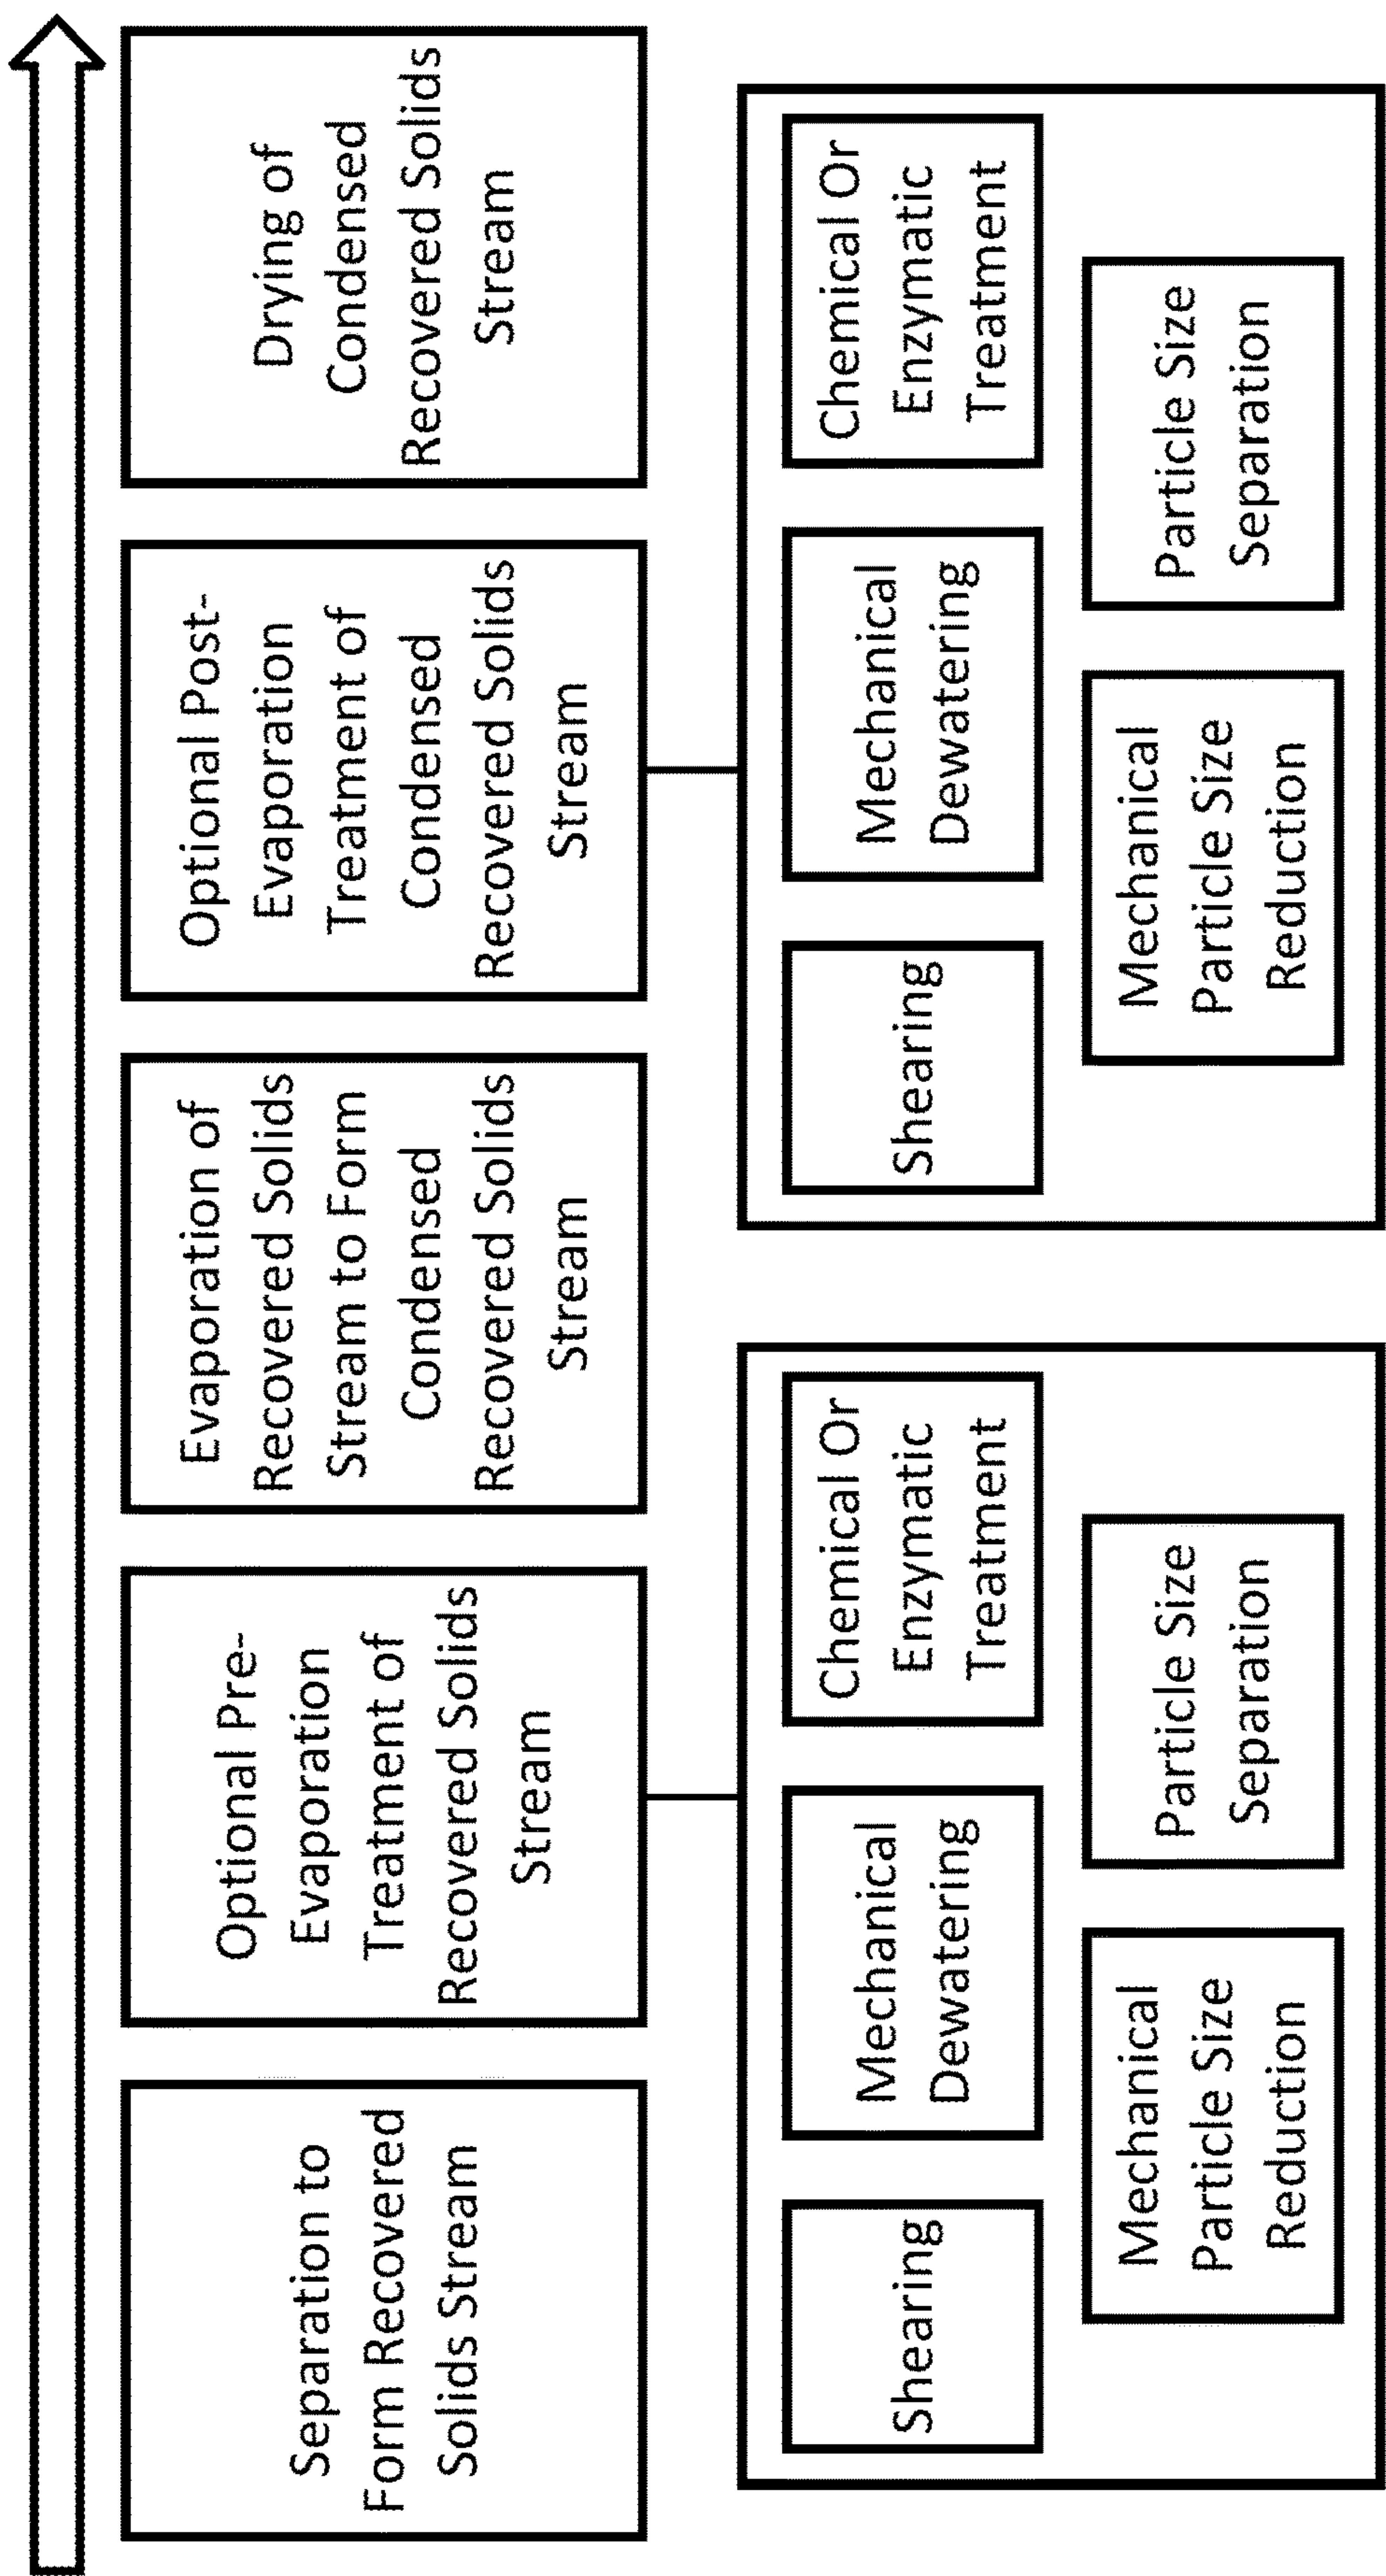 Separation to
Form Recovered
Solids Stream
Optional Pre-
Evaporation
Treatment of
Recovered Solids
Stream
Evaporation of
Recovered Solids
Stream to Form
Condensed
Recovered Solids
Stream
Optional Post-
Evaporation
Treatment of
Condensed
Recovered Solids
Stream
Drying of
Condensed
Recovered Solids
Stream
Shearing
Mechanical
Dewatering
Chemical Or
Enzymatic
Treatment
Mechanical
Particle Size
Reduction
Particle Size
Separation
Shearing
Mechanical
Dewatering
Chemical Or
Enzymatic
Treatment
Mechanical
Particle Size
Reduction
Particle Size
Separation